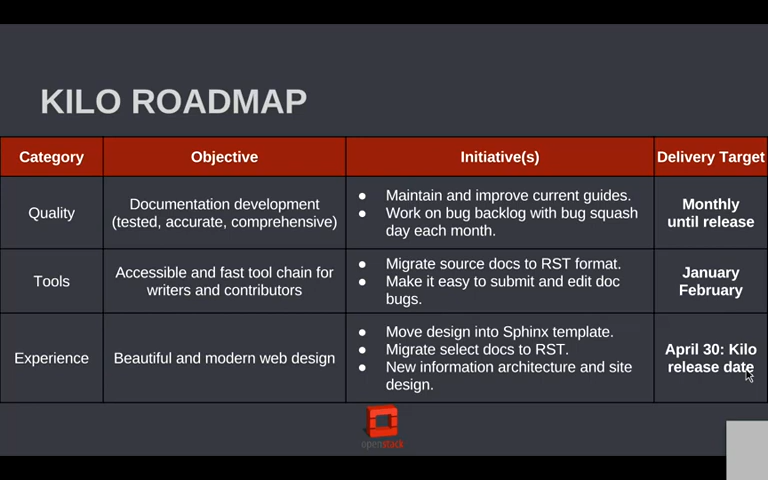 KILO ROADMAP
Category
Objective
Initiative(s)
Delivery Target
Quality
Documentation development
(tested, accurate, comprehensive)
● Maintain and improve current guides.
● Work on bug backlog with bug squash
day each month.
Monthly
until release
Tools
Accessible and fast tool chain for
writers and contributors
● Migrate source docs to RST format.
● Make it easy to submit and edit doc
bugs.
January
February
Experience
Beautiful and modern web design
● Move design into Sphinx template.
● Migrate select docs to RST.
● New information architecture and site
design.
April 30: Kilo
release date
openstack